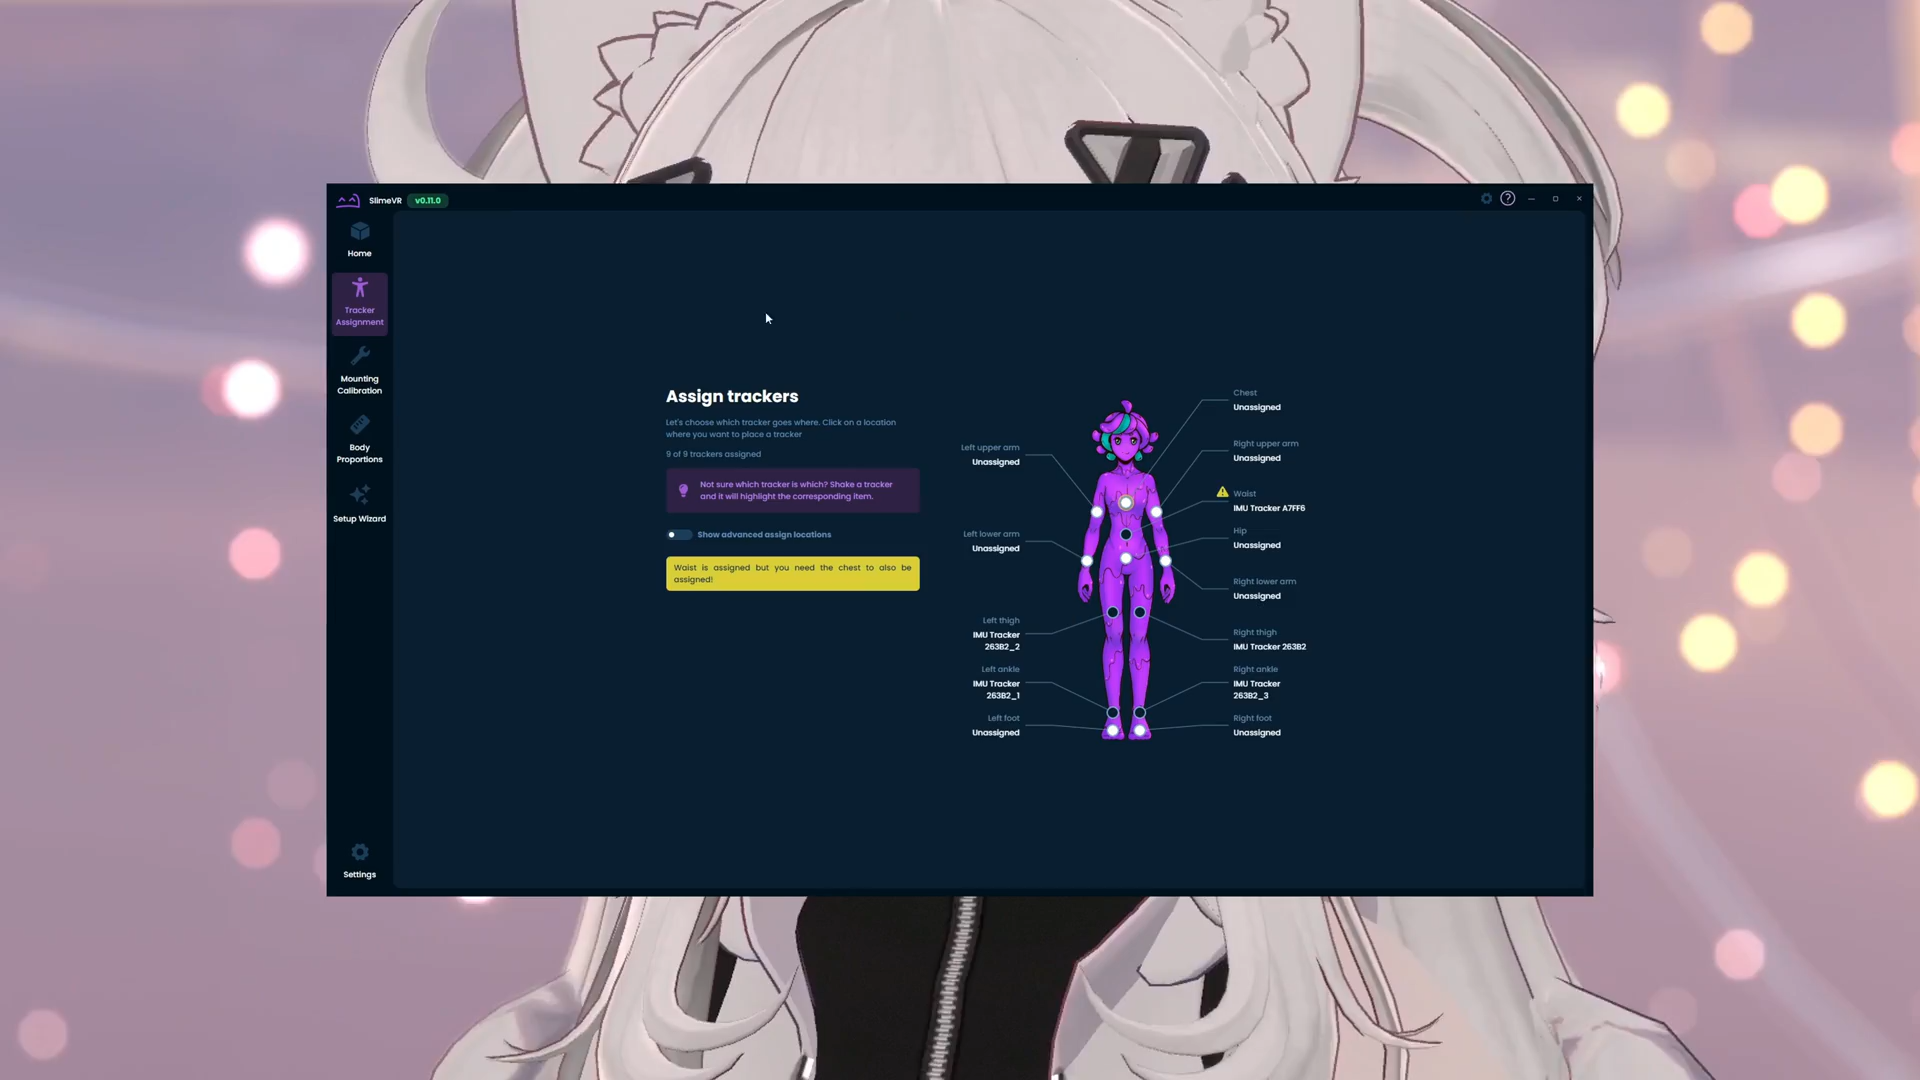 SlimeVR v0.11.0
Home
Tracker
Assignment
Mounting
Calibration
Body
Proportions
Setup Wizard
Settings
Assign trackers
Let's choose which tracker goes where. Click on a location
where you want to place a tracker
9 of 9 trackers assigned
Not sure which tracker is which? Shake a tracker
and it will highlight the corresponding item.
Show advanced assign locations
Waist is assigned but you need the chest to also be
assigned!
Left upper arm
Unassigned
Left lower arm
Unassigned
Left thigh
IMU Tracker
263B2_2
Left ankle
IMU Tracker
263B2_1
Left foot
Unassigned
Chest
Unassigned
Right upper arm
Unassigned
Waist
IMU Tracker A7FF6
Hip
Unassigned
Right lower arm
Unassigned
Right thigh
IMU Tracker 263B2
Right ankle
IMU Tracker
263B2_3
Right foot
Unassigned